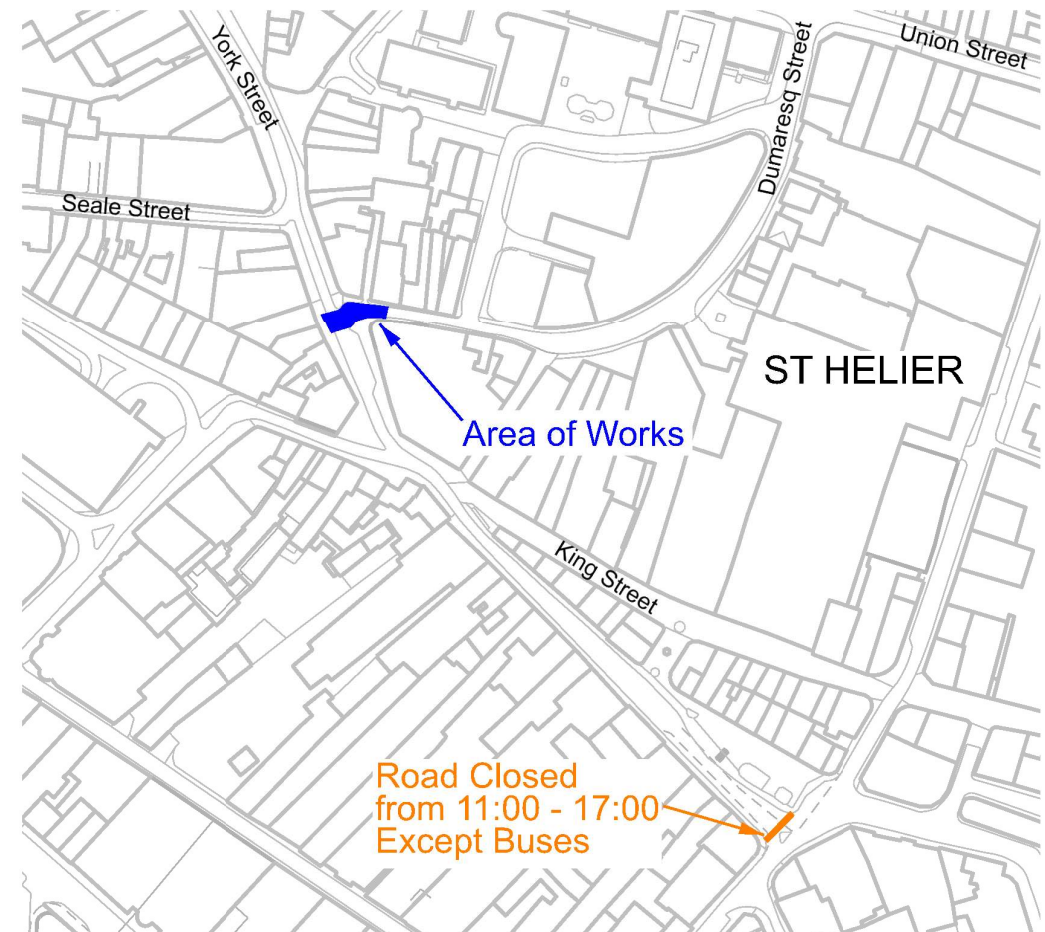 York Street
Union Street
Dumaresq Street
Seale Street
ST HELIER
Area of Works
King Street
Road Closed
from 11:00 - 17:00
Except Buses